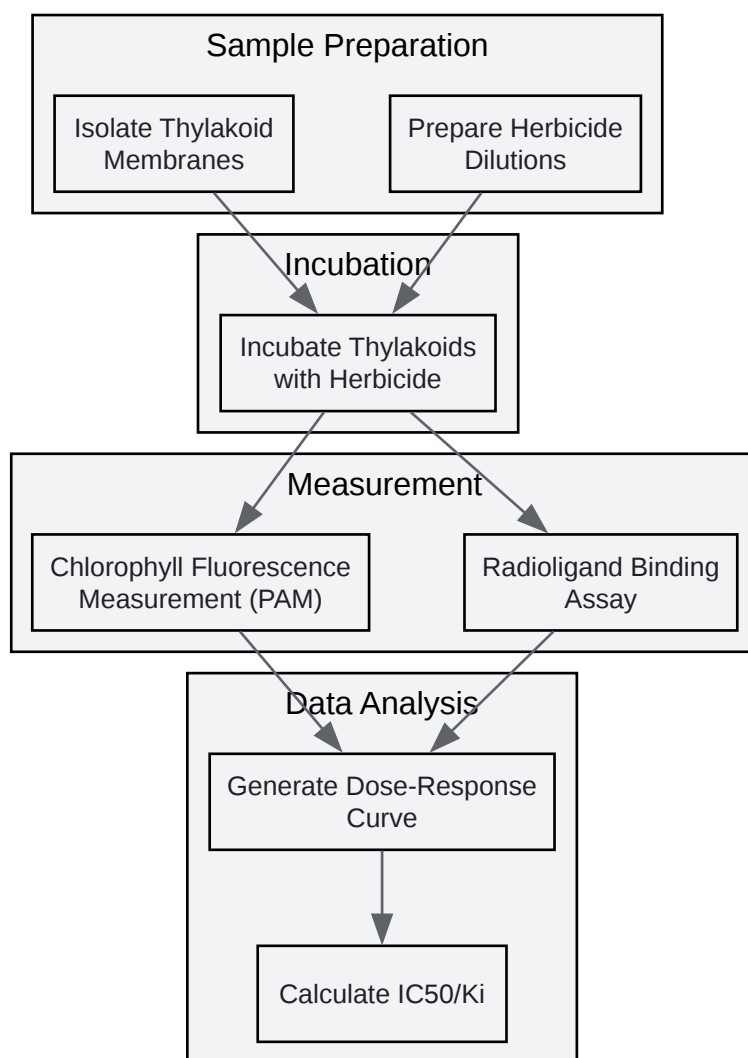 Sample Preparation
Isolate Thylakoid
Membranes
Prepare Herbicide
Dilutions
Incubation
Incubate Thylakoids
with Herbicide
Measurement
Chlorophyll Fluorescence
Measurement (PAM)
Radioligand Binding
Assay
Data Analysis
Generate Dose-Response
Curve
Calculate IC50/Ki